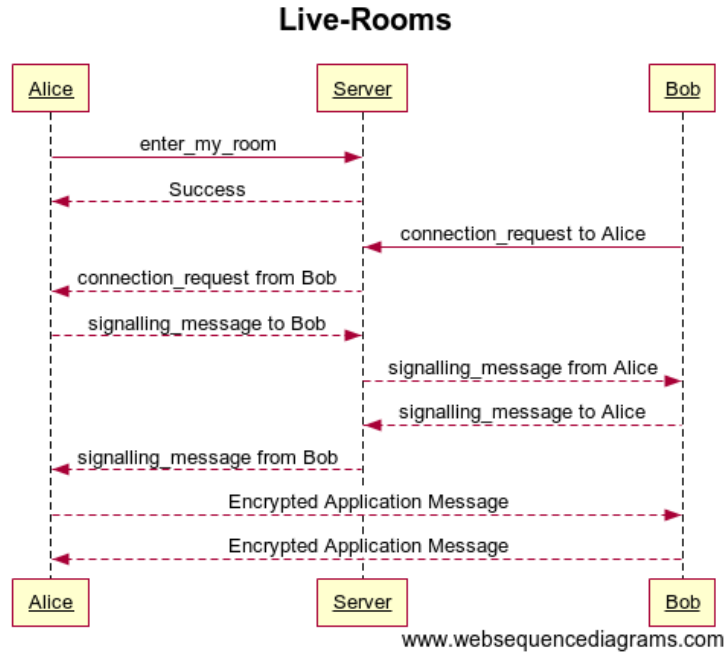 Live-Rooms
Alice
Server
Bob
enter_my_room
Success
connection_request to Alice
connection_request from Bob
signalling_message to Bob
signalling_message from Alice
signalling_message to Alice
signalling_message from Bob
Encrypted Application Message
Encrypted Application Message
Alice
Server
Bob
www.websequencediagrams.com